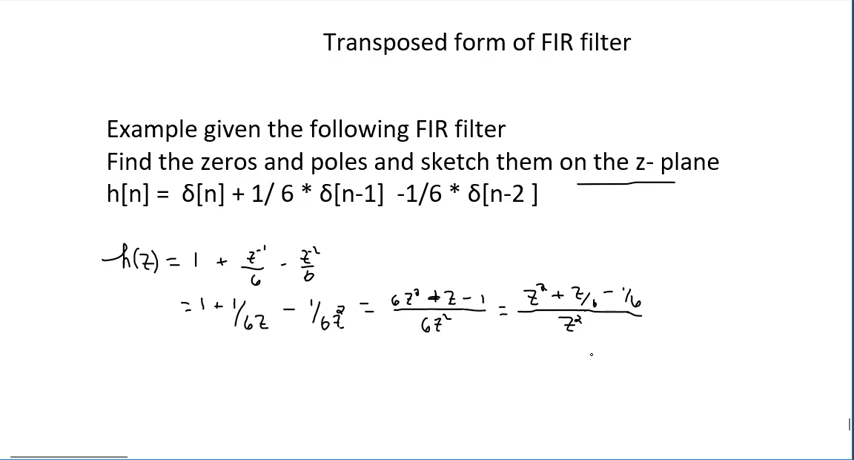 Transposed form of FIR filter
Example given the following FIR filter
Find the zeros and poles and sketch them on the z- plane
h[n] = δ[n] + 1/ 6 * δ[n-1] -1/6 * δ[n-2 ]
h(z) = 1 + z⁻¹/6 - z⁻²/6
= 1 + 1/6z - 1/6z² = (6z² + z - 1)/(6z²) = (z² + z/6 - 1/6)/(z²)